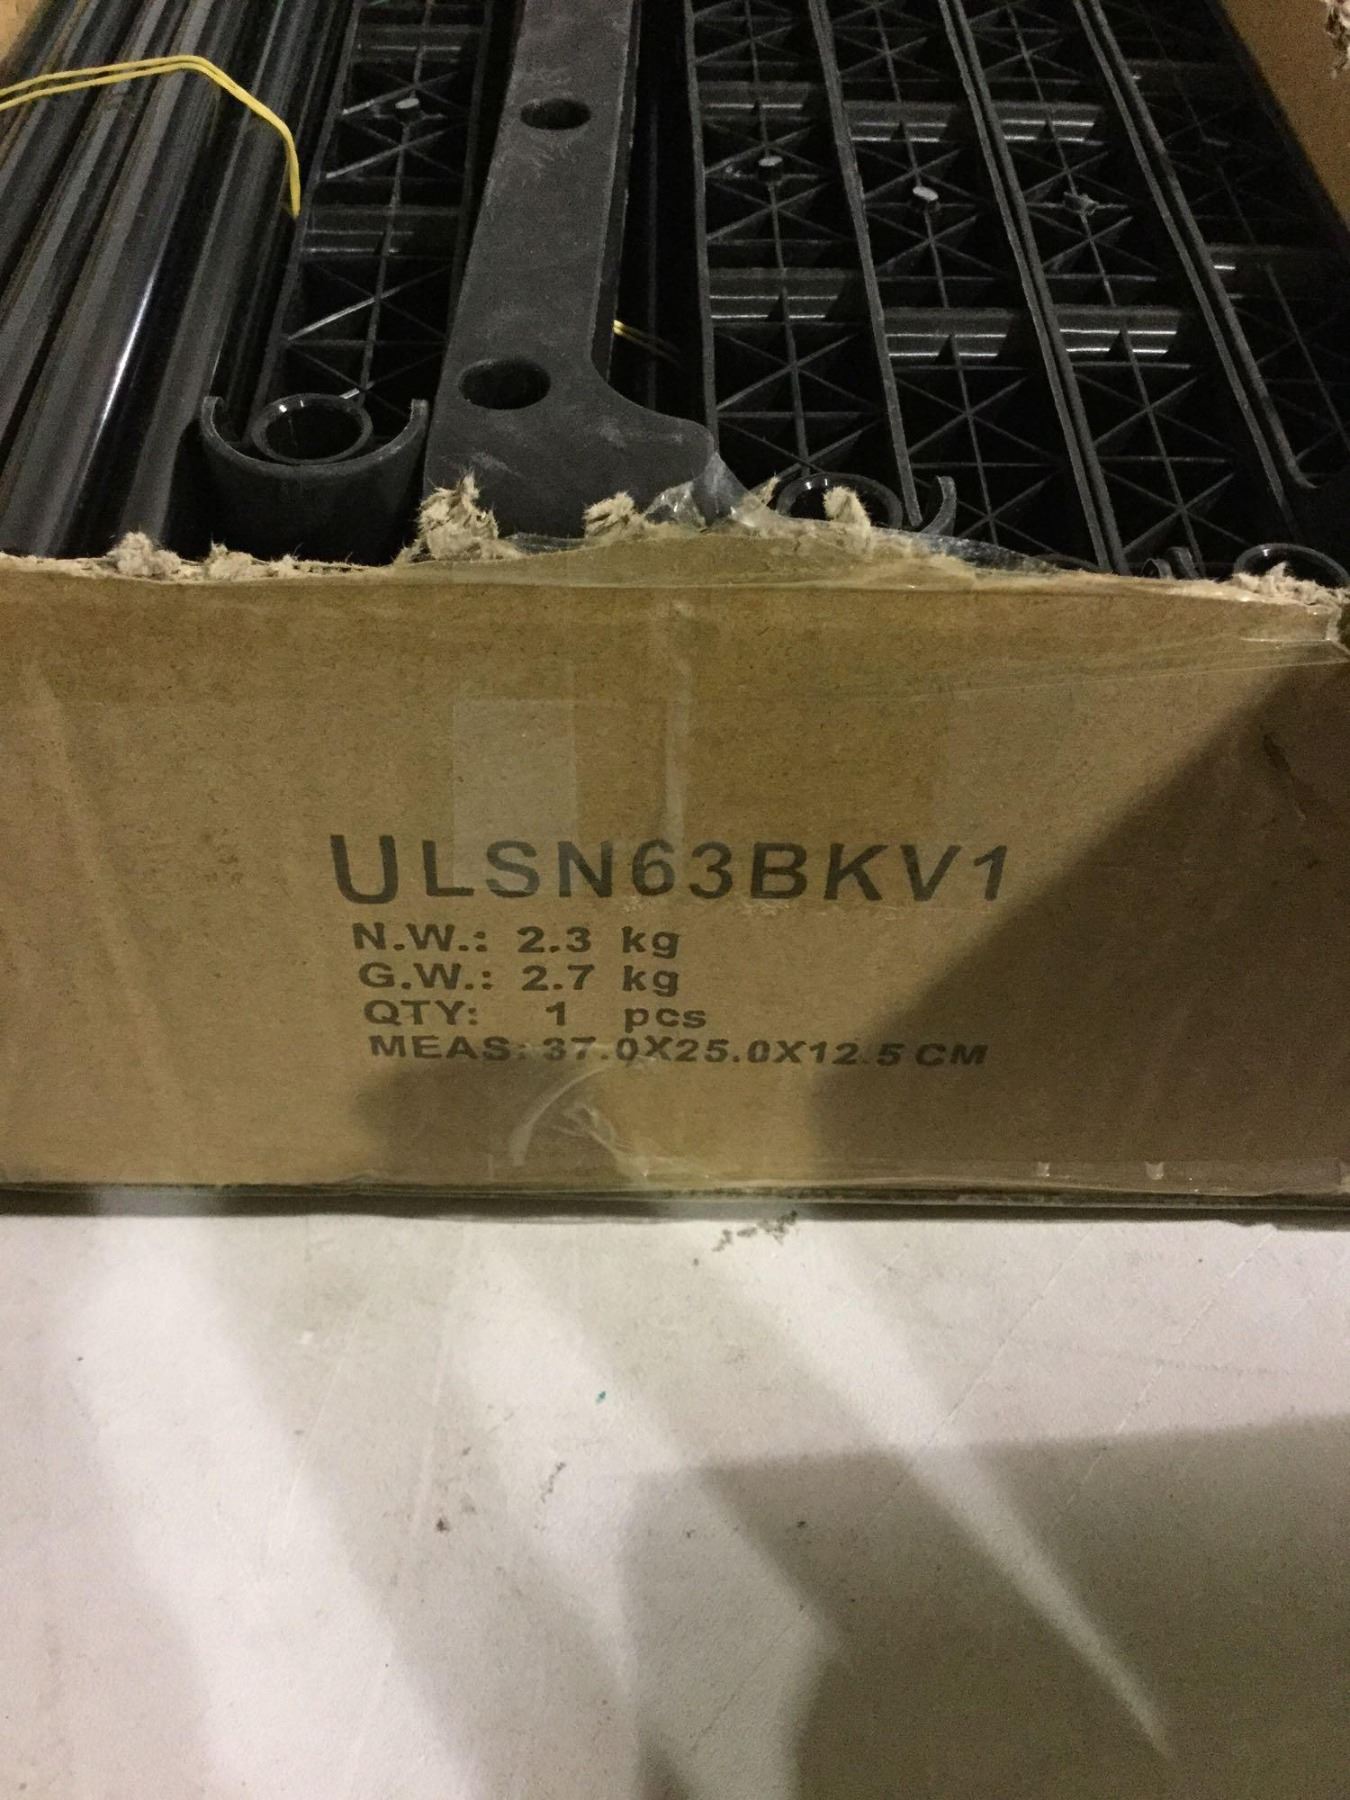 ULSN63BKV1
N.W.: 2.3 kg
G.W.: 2.7 kg
QTY: 1 pcs
MEAS: 37.0X25.0X12.5 CM